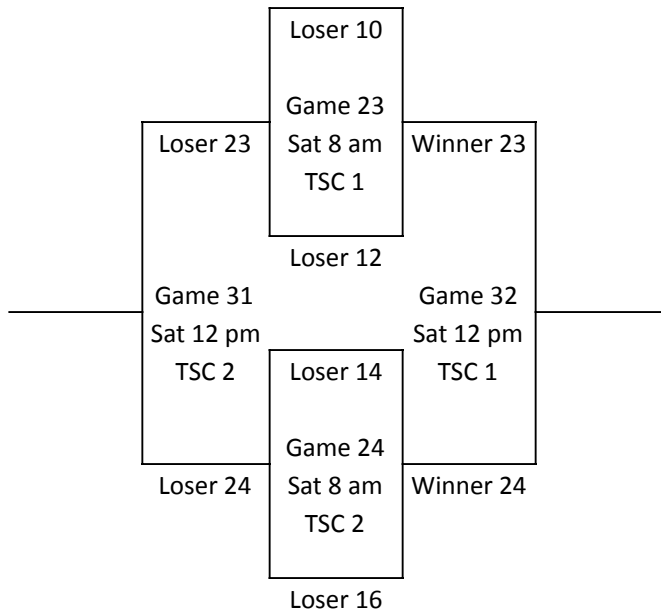 Loser 10
Game 23
Sat 8 am
TSC 1
Loser 23
Winner 23
Loser 12
Game 31
Sat 12 pm
TSC 2
Game 32
Sat 12 pm
TSC 1
Loser 14
Game 24
Sat 8 am
TSC 2
Loser 24
Winner 24
Loser 16